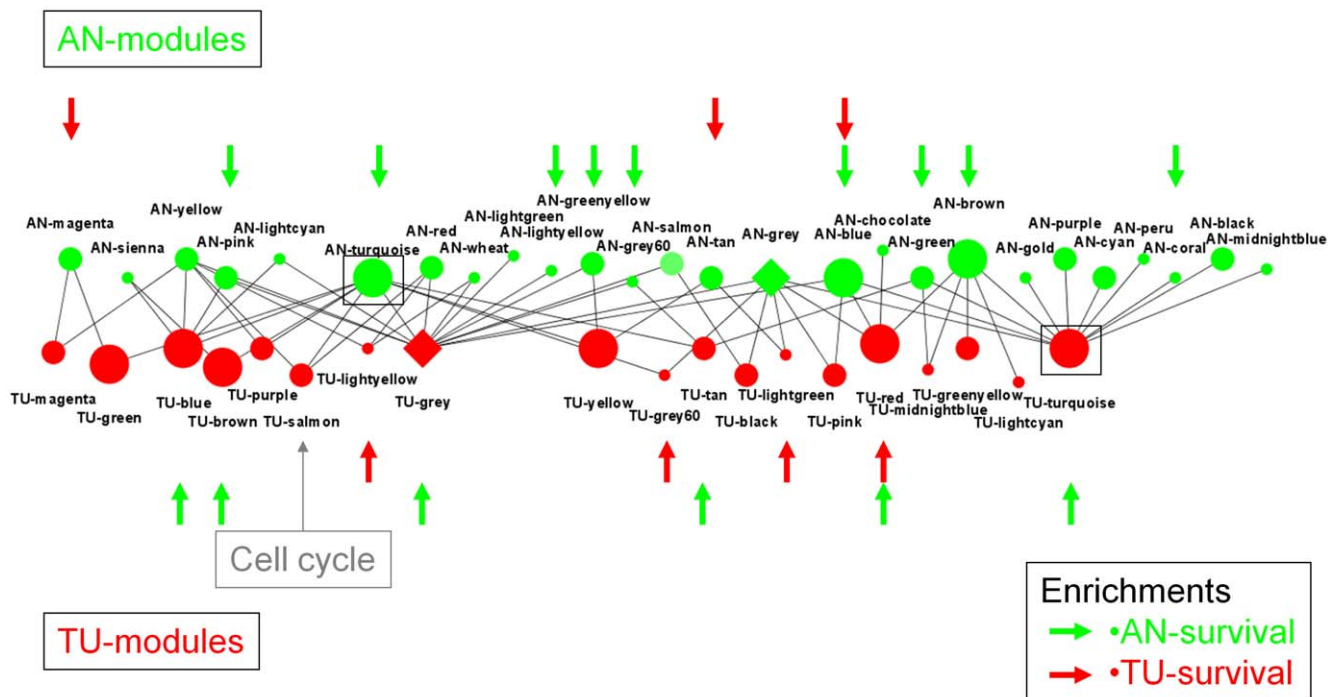 AN-modules
AN-greenyellow
AN-brown
AN-yellow
AN-lightgreen
AN-magenta
AN-lightcyan
AN-red
AN-lightyellow
AN-salmon
AN-grey
AN-chocolate
AN-purple
AN-peru
AN-black
AN-sienna
AN-pink
AN-turquoise
AN-wheat
AN-grey60
AN-tan
AN-blue
AN-green
AN-gold
AN-cyan
AN-coral
AN-midnightblue
TU-magenta
TU-green
TU-blue
TU-brown
TU-purple
TU-salmon
TU-lightyellow
TU-grey
TU-yellow
TU-grey60
TU-tan
TU-black
TU-lightgreen
TU-pink
TU-red
TU-midnightblue
TU-greenyellow
TU-lightcyan
TU-turquoise
Cell cycle
TU-modules
Enrichments
•AN-survival
•TU-survival